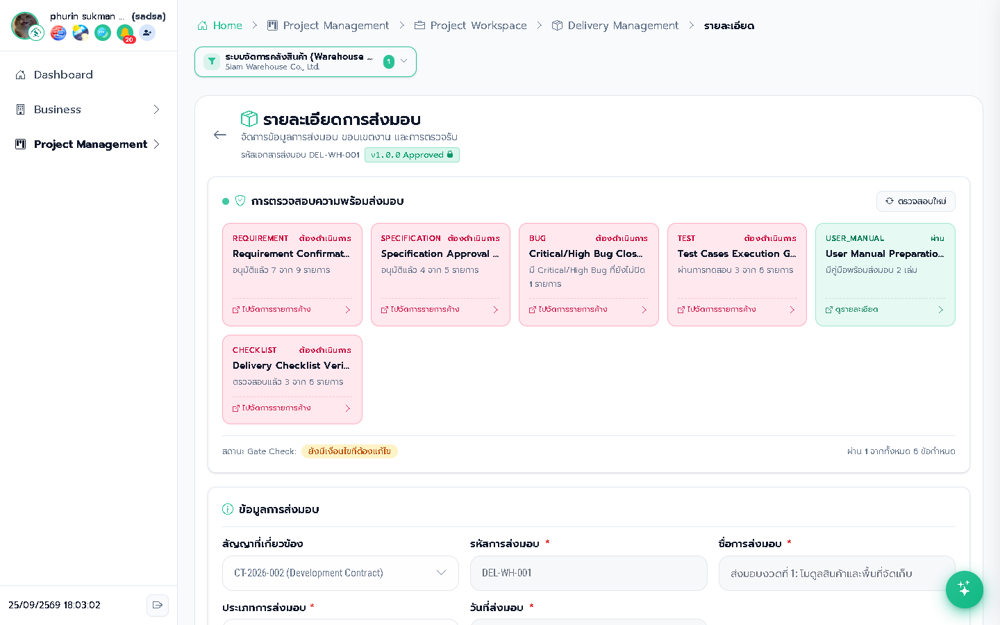 phurin sukman ... (sadsa)
20
Dashboard
Business
Project Management
25/09/2569 18:03:02
Home
Project Management
Project Workspace
Delivery Management
รายละเอียด
ระบบจัดการคลังสินค้า (Warehouse ...
Siam Warehouse Co., Ltd.
1
รายละเอียดการส่งมอบ
จัดการข้อมูลการส่งมอบ ขอบเขตงาน และการตรวจรับ
รหัสเอกสารส่งมอบ DEL-WH-001 v1.0.0 Approved
การตรวจสอบความพร้อมส่งมอบ
ตรวจสอบใหม่
REQUIREMENT ต้องดำเนินการ
Requirement Confirmat...
อนุมัติแล้ว 7 จาก 9 รายการ
ไปจัดการรายการค้าง
SPECIFICATION ต้องดำเนินการ
Specification Approval ...
อนุมัติแล้ว 4 จาก 5 รายการ
ไปจัดการรายการค้าง
BUG ต้องดำเนินการ
Critical/High Bug Clos...
มี Critical/High Bug ที่ยังไม่ปิด
1 รายการ
ไปจัดการรายการค้าง
TEST ต้องดำเนินการ
Test Cases Execution G...
ผ่านการทดสอบ 3 จาก 6 รายการ
ไปจัดการรายการค้าง
USER_MANUAL ผ่าน
User Manual Preparatio...
มีคู่มือพร้อมส่งมอบ 2 เล่ม
ดูรายละเอียด
CHECKLIST ต้องดำเนินการ
Delivery Checklist Veri...
ตรวจสอบแล้ว 3 จาก 6 รายการ
ไปจัดการรายการค้าง
สถานะ Gate Check: ยังมีเงื่อนไขที่ต้องแก้ไข
ผ่าน 1 จากทั้งหมด 6 ข้อกำหนด
ข้อมูลการส่งมอบ
สัญญาที่เกี่ยวข้อง
CT-2026-002 (Development Contract)
รหัสการส่งมอบ *
DEL-WH-001
ชื่อการส่งมอบ *
ส่งมอบงวดที่ 1: โมดูลสินค้าและพื้นที่จัดเก็บ
ประเภทการส่งมอบ *
วันที่ส่งมอบ *